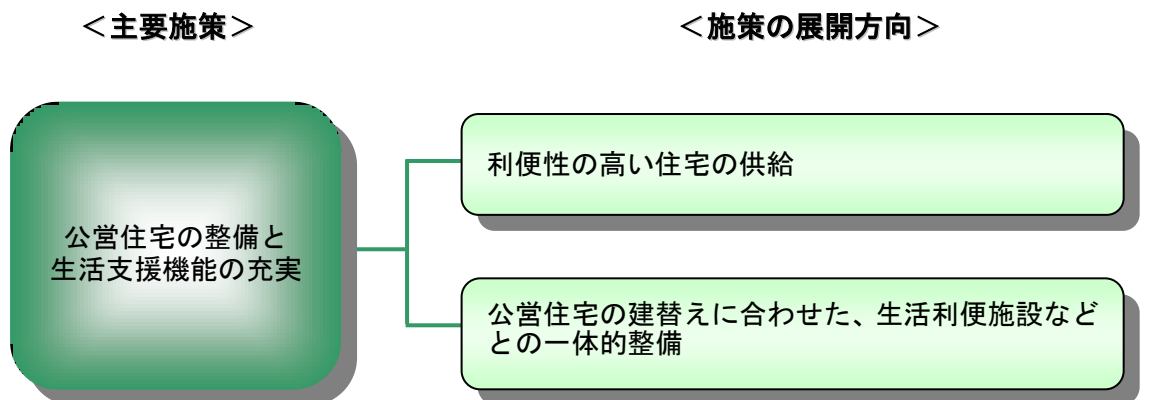 ＜主要施策＞
＜施策の展開方向＞
公営住宅の整備と
生活支援機能の充実
利便性の高い住宅の供給
公営住宅の建替えに合わせた、生活利便施設など
との一体的整備